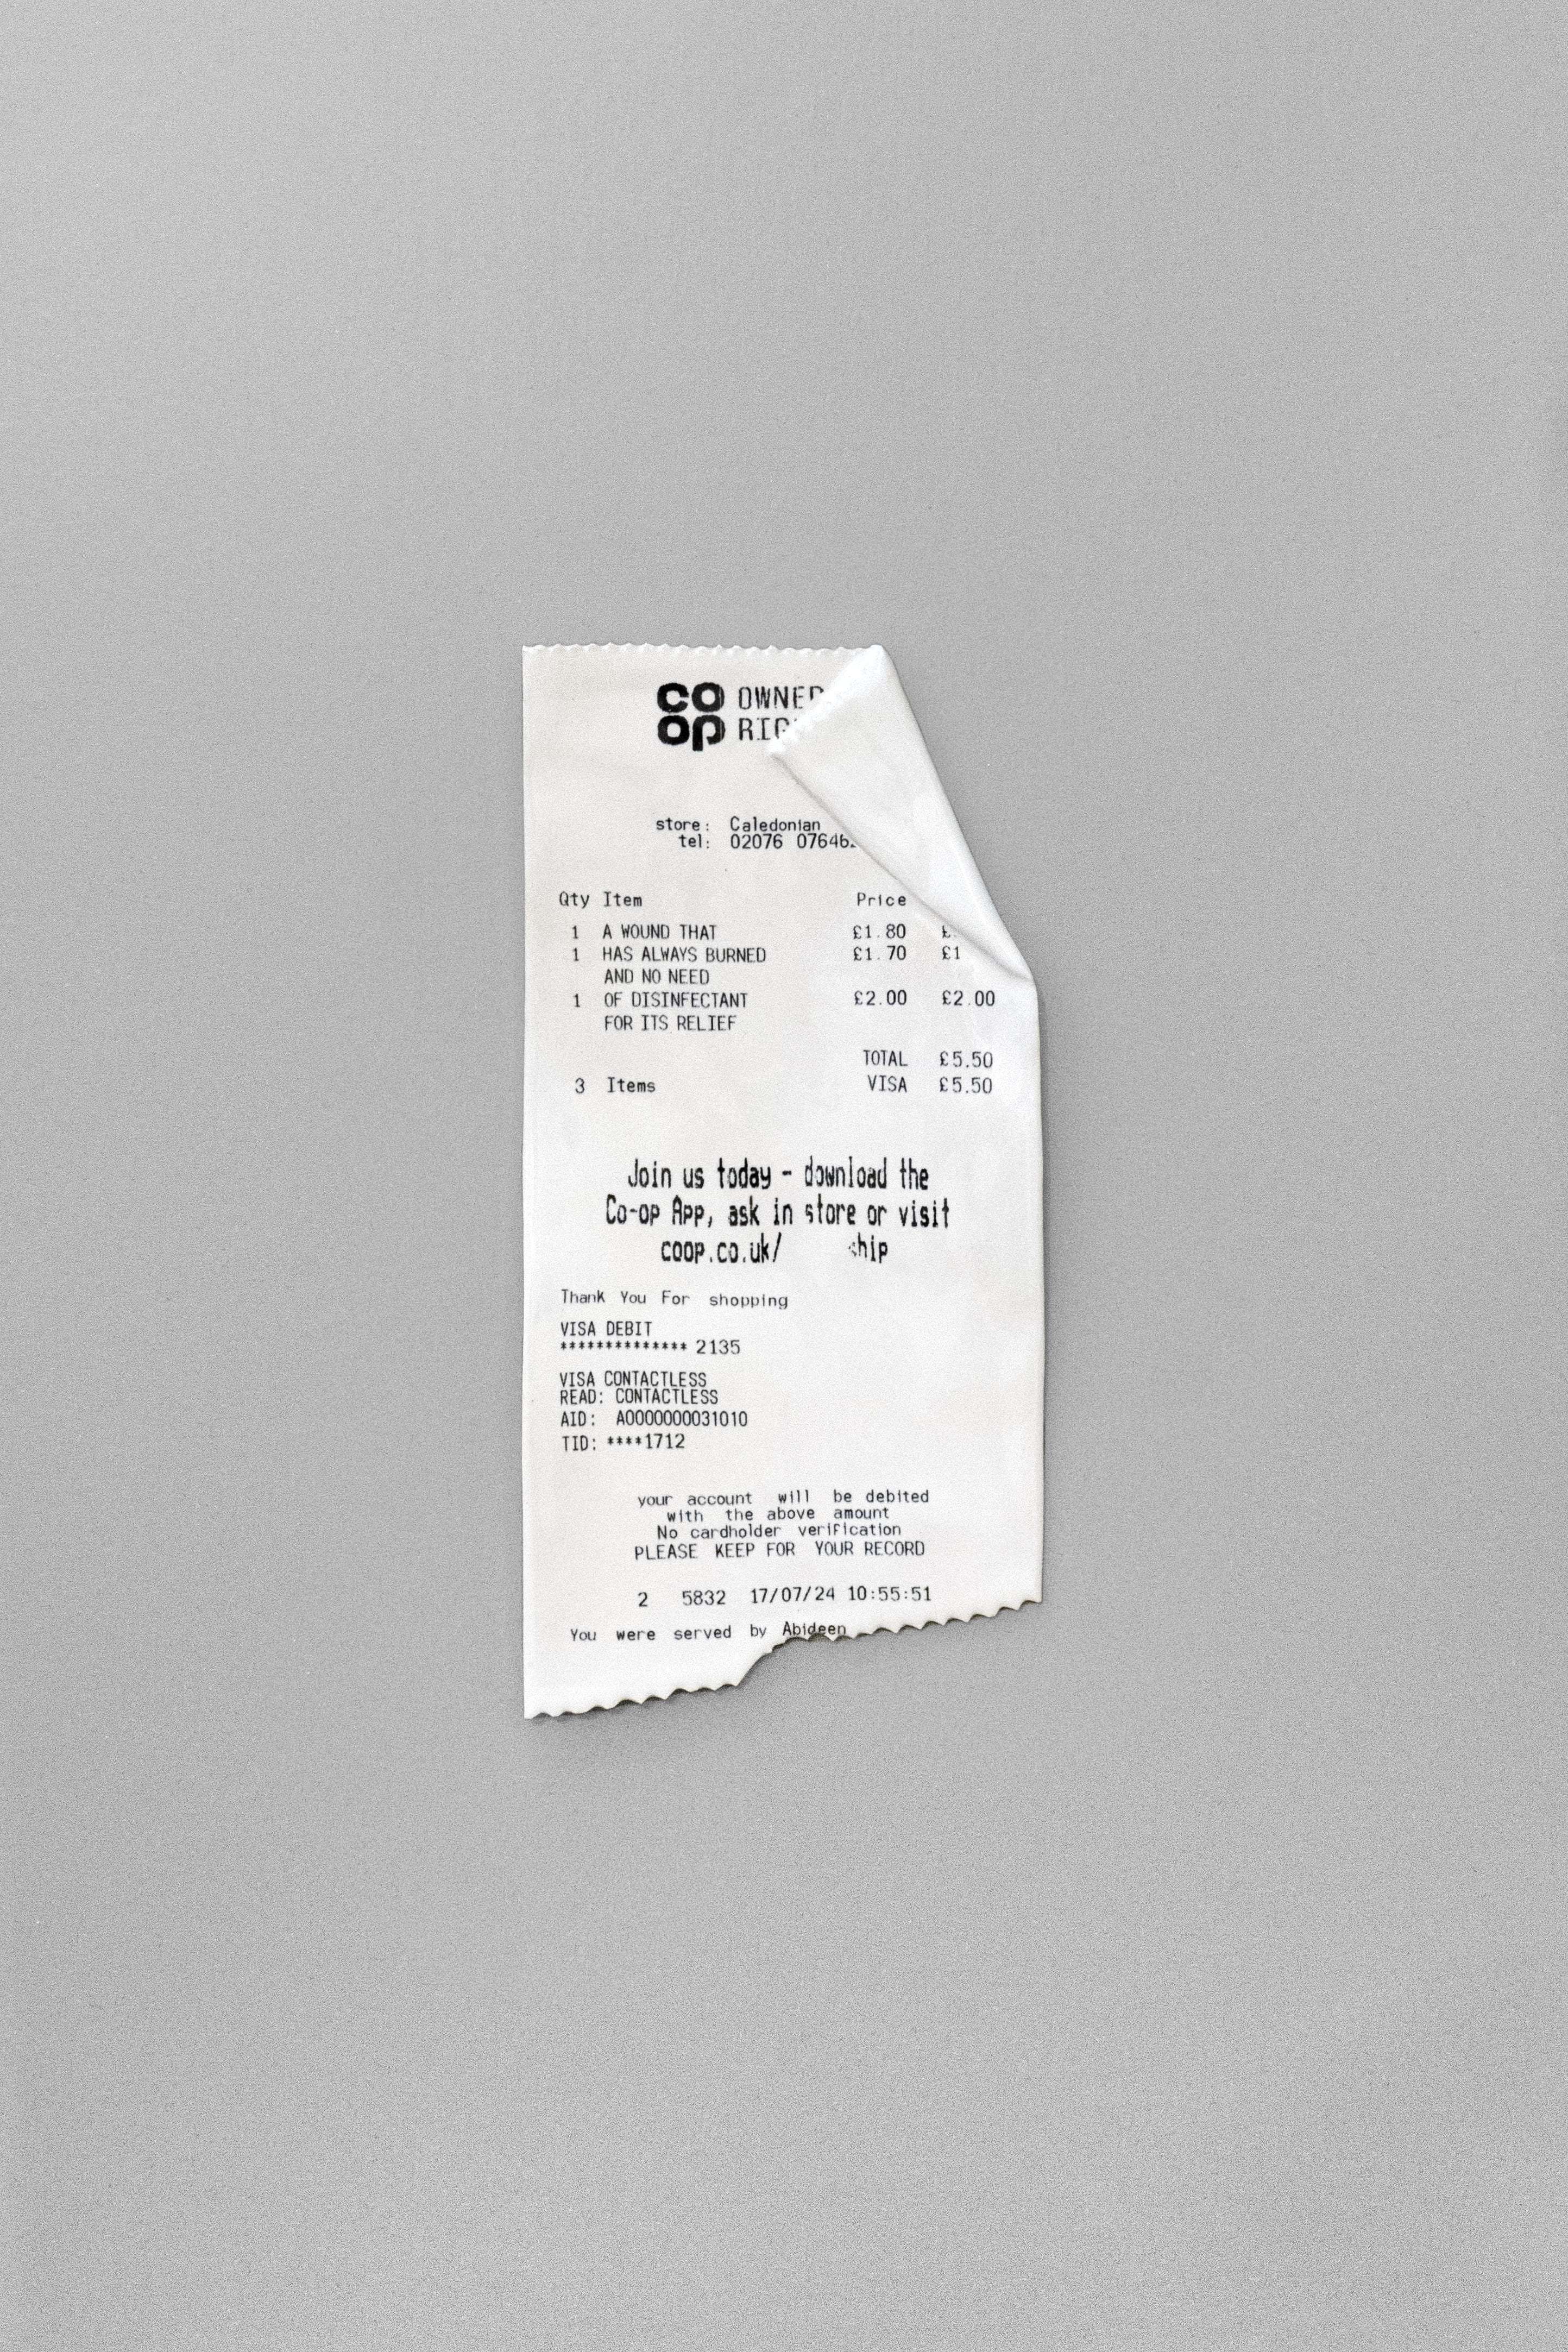 co OWNER
op
store: Caledonian
tel: 02076
Qty Item Price
1 A WOUND THAT £1.80
1 HAS ALWAYS BURNED £1.70 £1
AND NO NEED
1 OF DISINFECTANT £2.00 £2.00
FOR ITS RELIEF
TOTAL £5.50
3 Items VISA £5.50
Join us today - download the
Co-op App, ask in store or visit
coop.co.uk/ hip
Thank You For shopping
VISA DEBIT
************** 2135
VISA CONTACTLESS
READ: CONTACTLESS
AID: A0000000031010
TID: ****1712
your account will be debited
with the above amount
No cardholder verification
PLEASE KEEP FOR YOUR RECORD
2 5832 17/07/24 10:55:51
You were served by Abideen